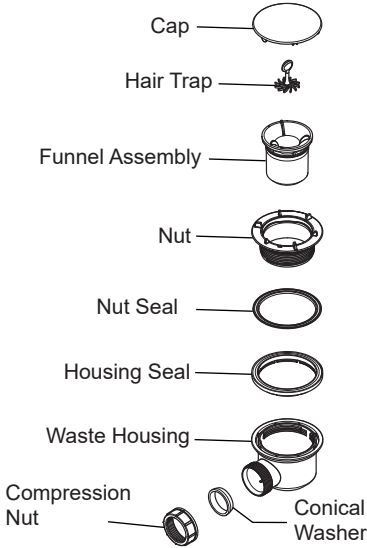 Cap
Hair Trap
Funnel Assembly
Nut
Nut Seal
Housing Seal
Waste Housing
Compression
Nut
Conical
Washer